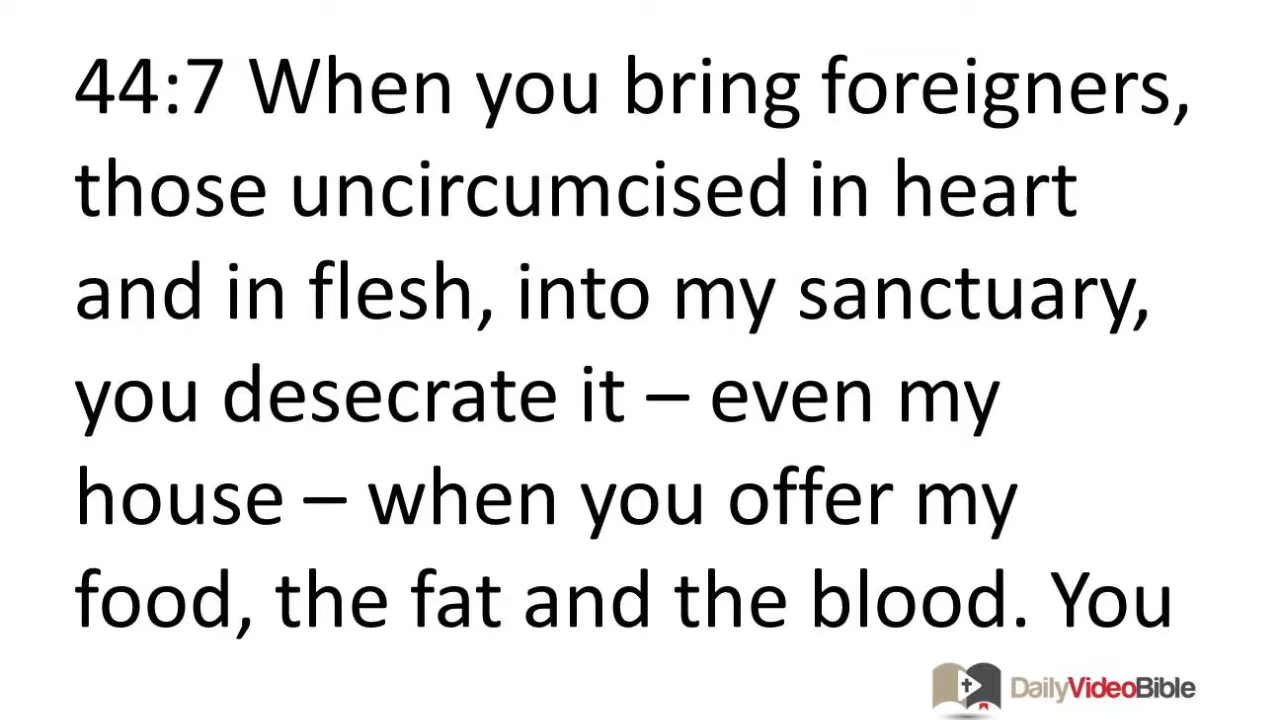 44:7 When you bring foreigners,
those uncircumcised in heart
and in flesh, into my sanctuary,
you desecrate it – even my
house – when you offer my
food, the fat and the blood. You
DailyVideoBible